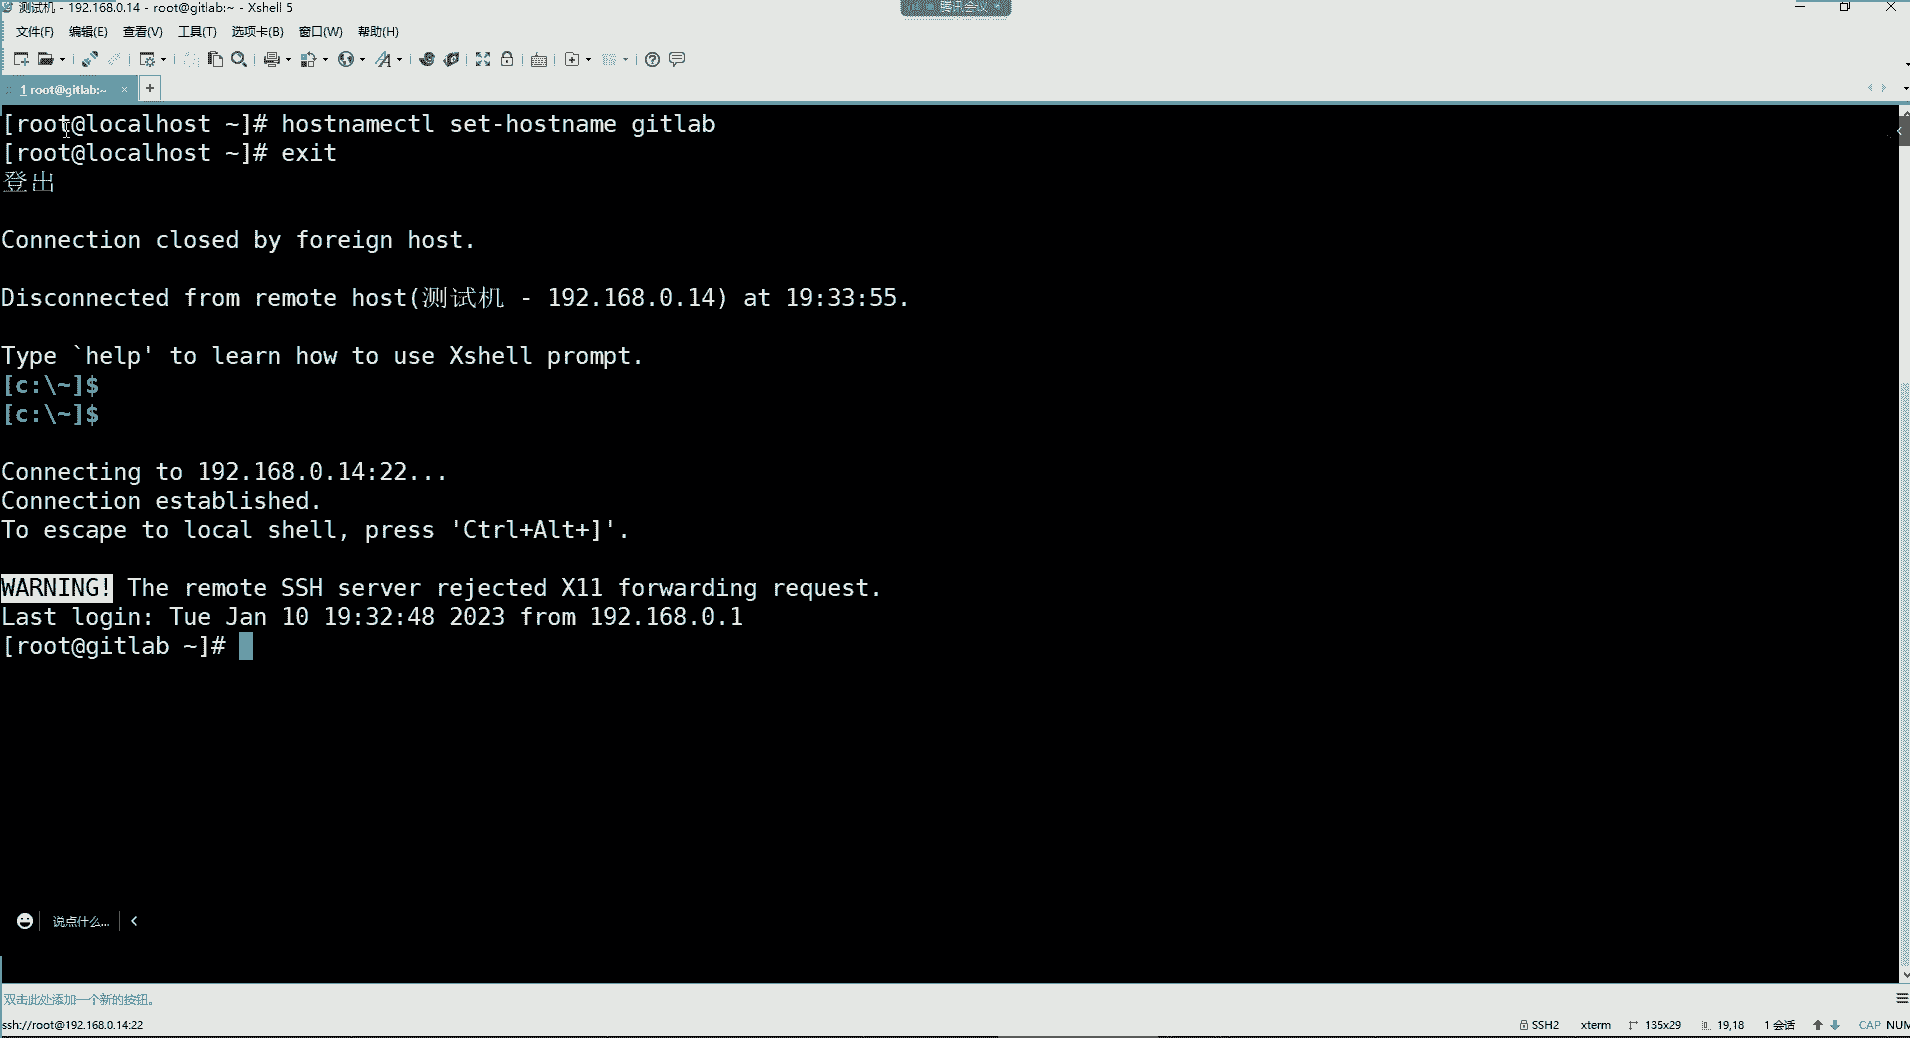 测试机 - 192.168.0.14 - root@gitlab:~ - Xshell 5
腾讯会议
文件(F) 编辑(E) 查看(V) 工具(T) 选项卡(B) 窗口(W) 帮助(H)
1 root@gitlab:~ × +
[root@localhost ~]# hostnamectl set-hostname gitlab
[root@localhost ~]# exit
登出
Connection closed by foreign host.
Disconnected from remote host(测试机 - 192.168.0.14) at 19:33:55.
Type `help' to learn how to use Xshell prompt.
[c:\~]$
[c:\~]$
Connecting to 192.168.0.14:22...
Connection established.
To escape to local shell, press 'Ctrl+Alt+]'.
WARNING! The remote SSH server rejected X11 forwarding request.
Last login: Tue Jan 10 19:32:48 2023 from 192.168.0.1
[root@gitlab ~]#
说点什么...
双击此处添加一个新的按钮。
ssh://root@192.168.0.14:22 SSH2 xterm 135x29 19,18 1 会话 CAP NUM